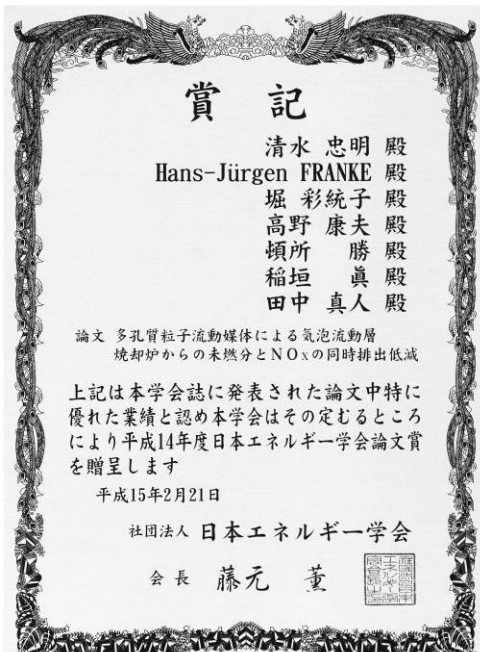 賞 記
清水 忠明 殿
Hans-Jürgen FRANKE 殿
堀 彩統子 殿
高野 康夫 殿
頓所 勝 殿
稲垣 眞 殿
田中 真人 殿
論文 多孔質粒子流動媒体による気泡流動層
焼却炉からの未燃分とNOxの同時排出低減
上記は本学会誌に発表された論文中特に
優れた業績と認め本学会はその定むるところ
により平成14年度日本エネルギー学会論文賞
を贈呈します
平成15年2月21日
社団法人 日本エネルギー学会
会長 藤元 薫